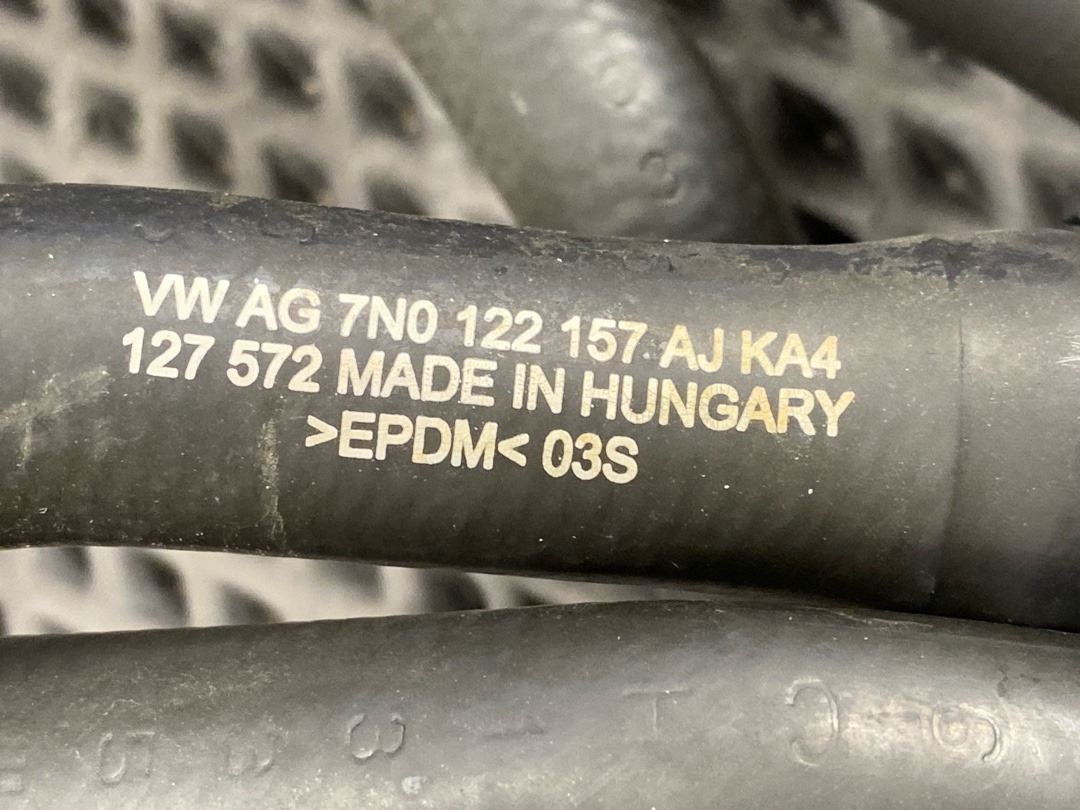 VW AG 7N0 122 157 AJ KA4
127 572 MADE IN HUNGARY
>EPDM< 03S